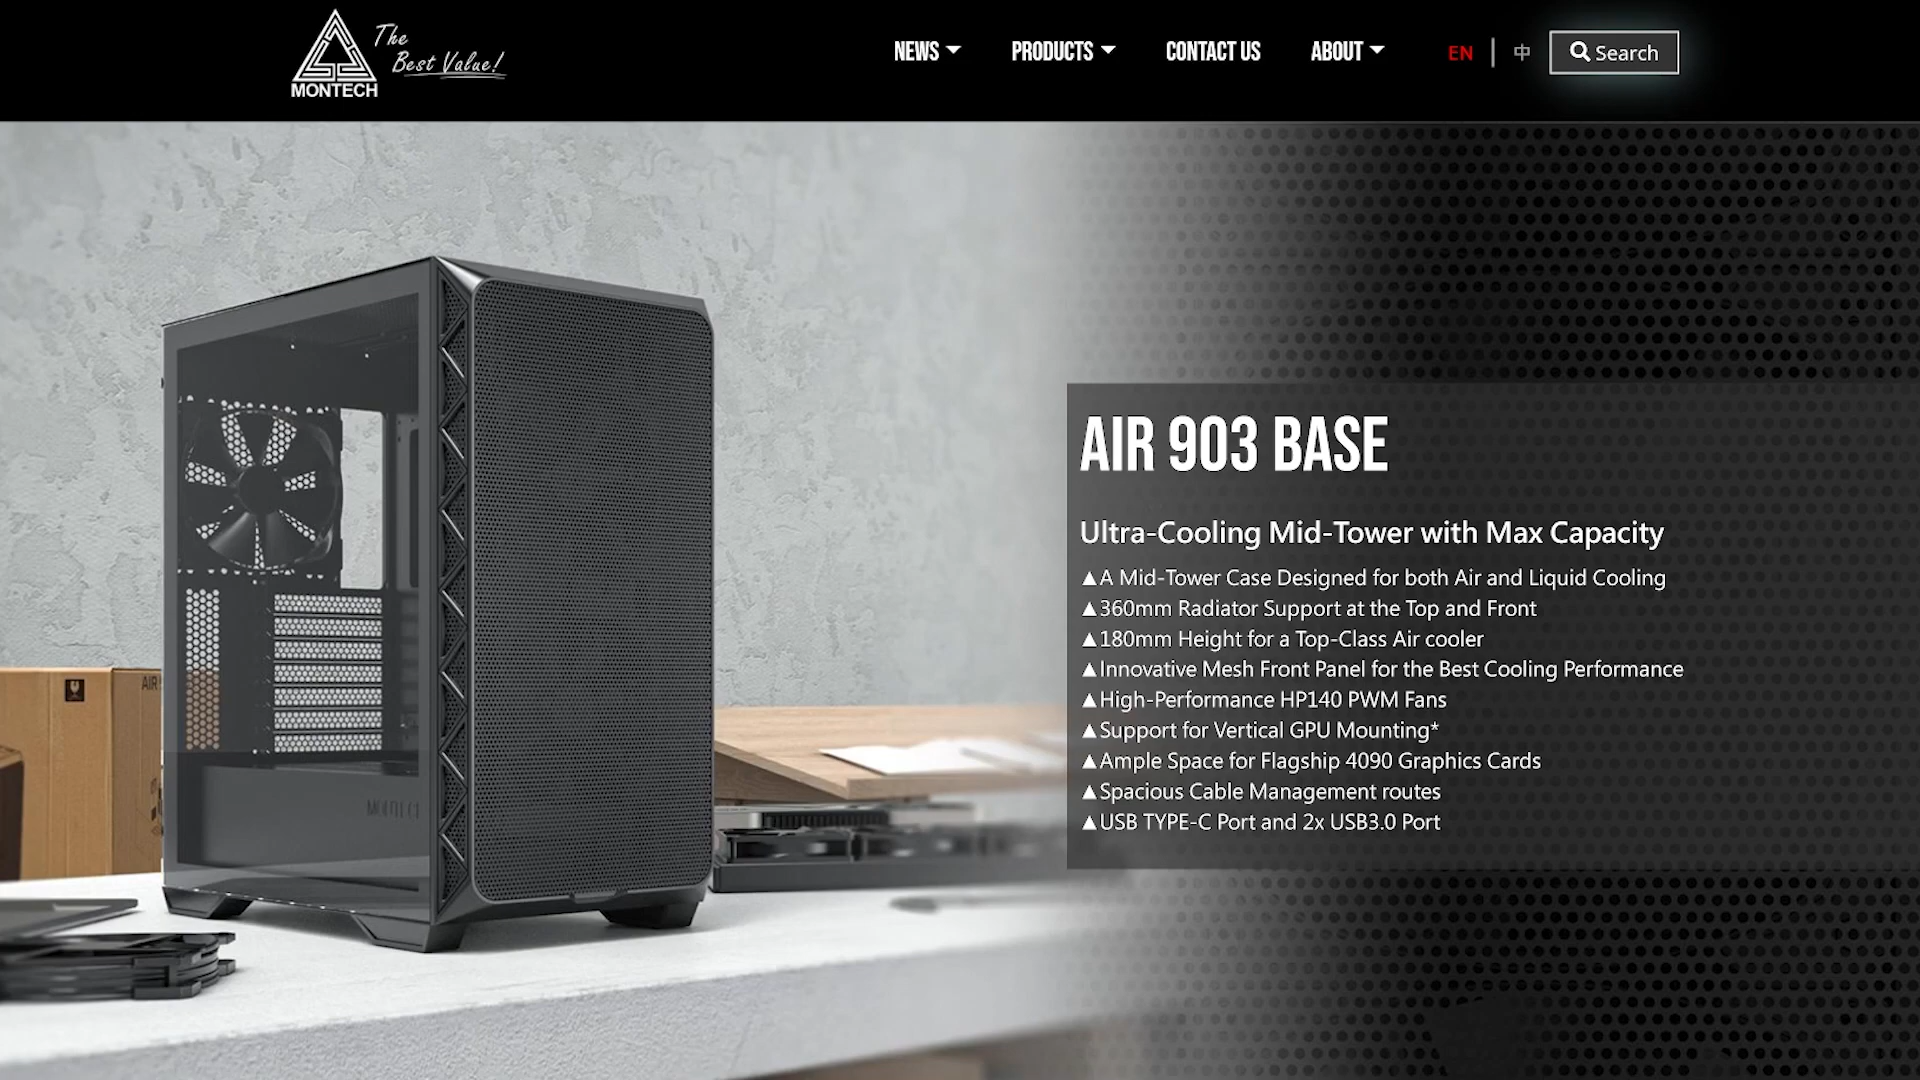 The
Best Value!
MONTECH
NEWS
PRODUCTS
CONTACT US
ABOUT
EN | 中
Search
AIR
MONTECH
AIR 903 BASE
Ultra-Cooling Mid-Tower with Max Capacity
▲A Mid-Tower Case Designed for both Air and Liquid Cooling
▲360mm Radiator Support at the Top and Front
▲180mm Height for a Top-Class Air cooler
▲Innovative Mesh Front Panel for the Best Cooling Performance
▲High-Performance HP140 PWM Fans
▲Support for Vertical GPU Mounting*
▲Ample Space for Flagship 4090 Graphics Cards
▲Spacious Cable Management routes
▲USB TYPE-C Port and 2x USB3.0 Port